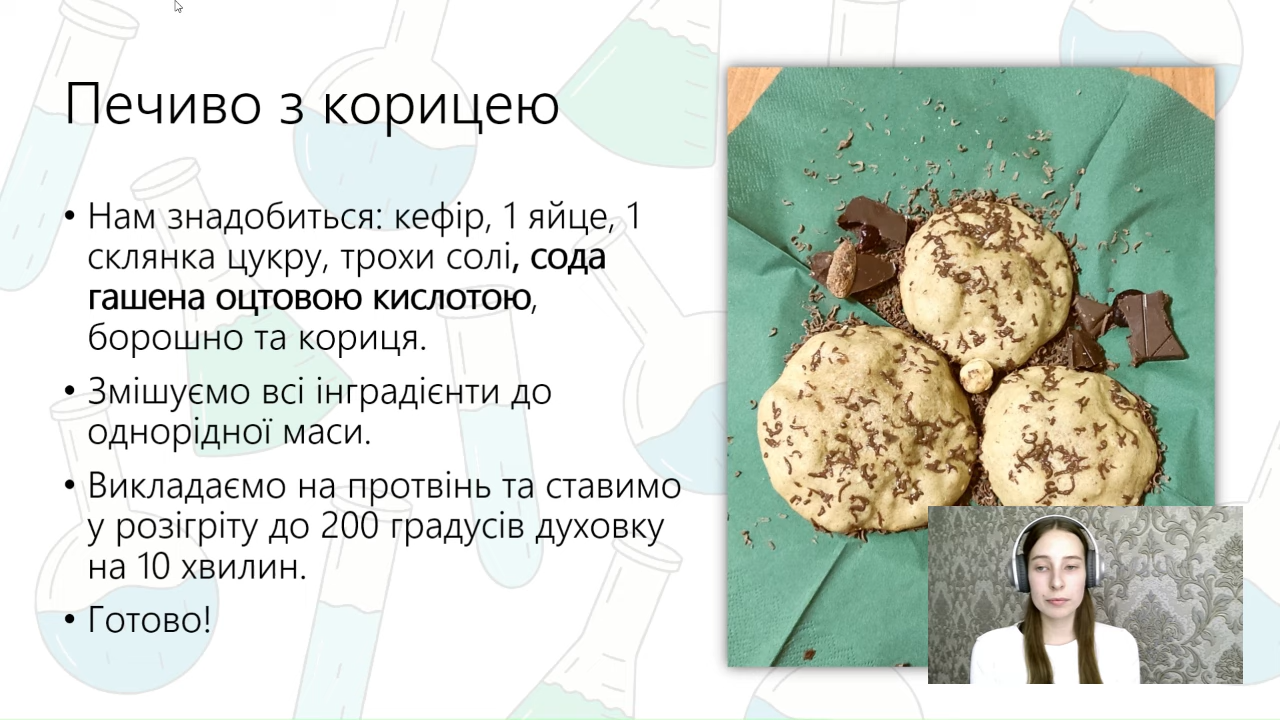 Печиво з корицею
• Нам знадобиться: кефір, 1 яйце, 1
склянка цукру, трохи солі, сода
гашена оцтовою кислотою,
борошно та кориця.
• Змішуємо всі інградієнти до
однорідної маси.
• Викладаємо на протвінь та ставимо
у розігріту до 200 градусів духовку
на 10 хвилин.
• Готово!